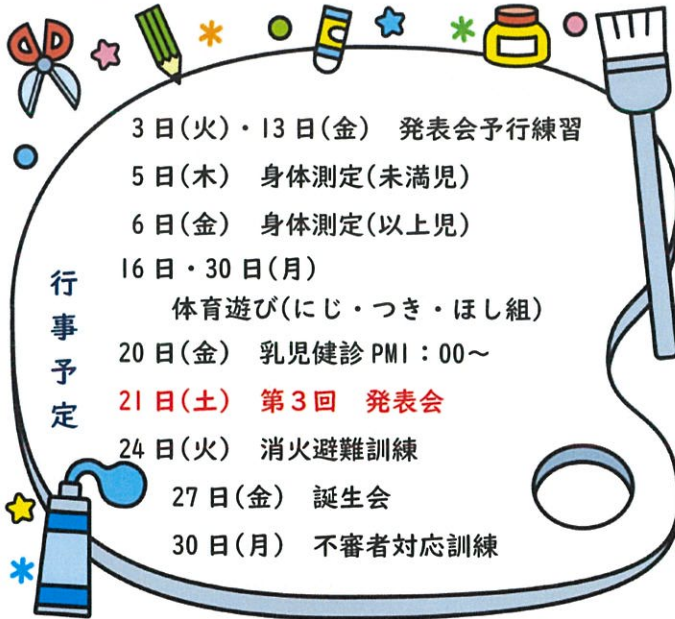 行事予定
3日(火)・13日(金)　発表会予行練習
5日(木)　身体測定(未満児)
6日(金)　身体測定(以上児)
16日・30日(月)
体育遊び(にじ・つき・ほし組)
20日(金)　乳児健診PM1：00～
21日(土)　第3回　発表会
24日(火)　消火避難訓練
27日(金)　誕生会
30日(月)　不審者対応訓練